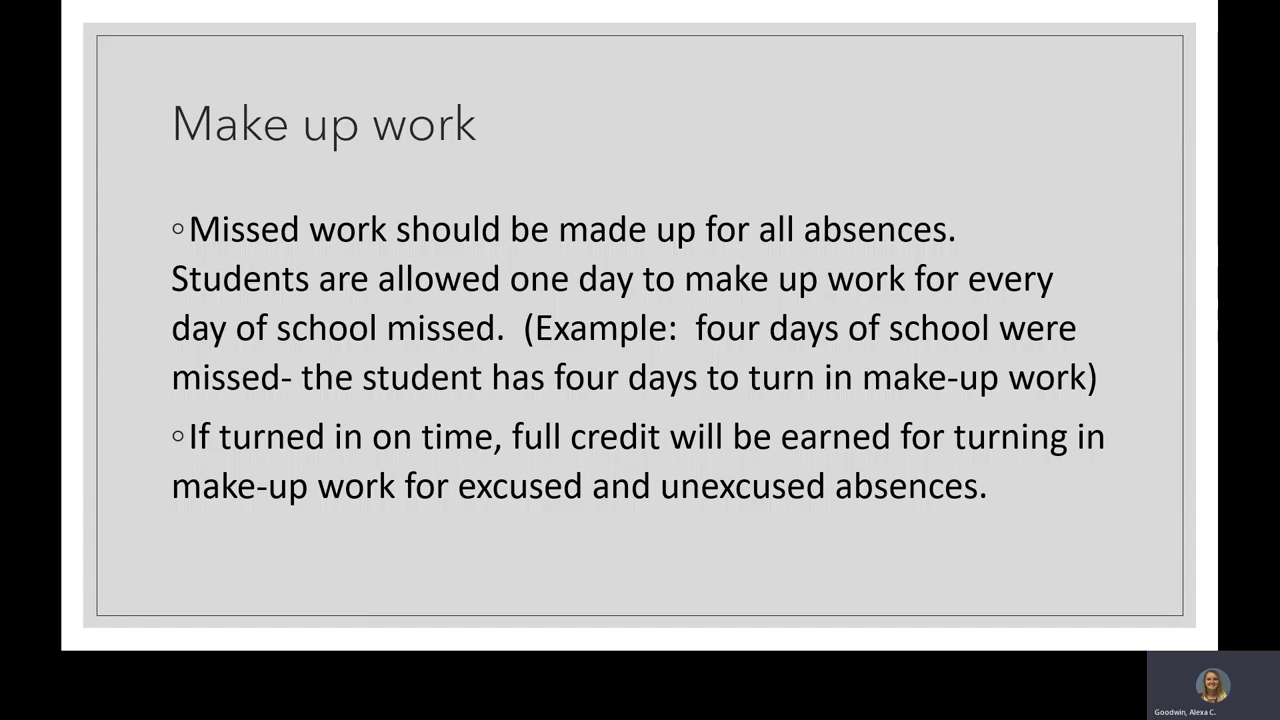 Make up work
◦Missed work should be made up for all absences.
Students are allowed one day to make up work for every
day of school missed.  (Example:  four days of school were
missed- the student has four days to turn in make-up work)
◦If turned in on time, full credit will be earned for turning in
make-up work for excused and unexcused absences.
Goodwin, Alexa C.